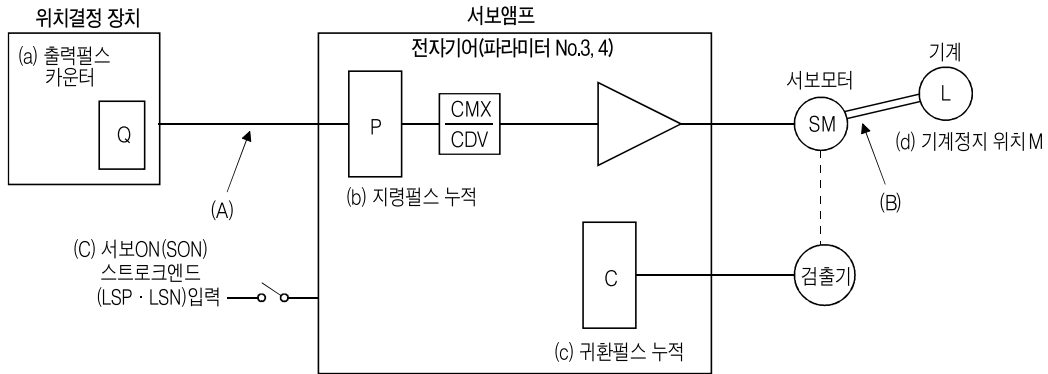 위치결정 장치
서보앰프
(a) 출력펄스
카운터
Q
전자기어(파라미터 No.3, 4)
P
CMX
CDV
(b) 지령펄스 누적
서보모터
SM
기계
L
(d) 기계정지 위치 M
(A)
(B)
(C) 서보ON(SON)
스트로크엔드
(LSP · LSN)입력
C
(c) 귀환펄스 누적
검출기